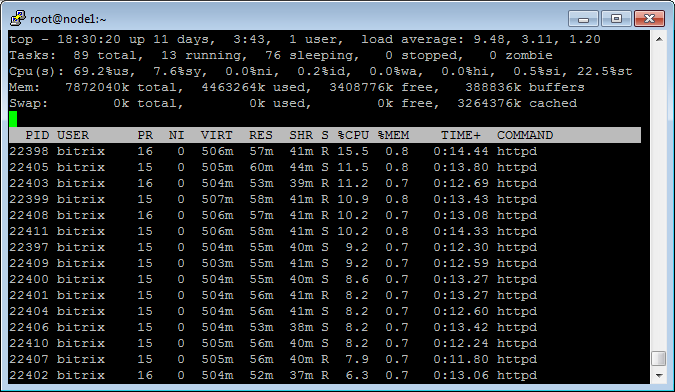 root@node1:~
top - 18:30:20 up 11 days,  3:43,  1 user,  load average: 9.48, 3.11, 1.20
Tasks:  89 total,  13 running,  76 sleeping,   0 stopped,   0 zombie
Cpu(s): 69.2%us,  7.6%sy,  0.0%ni,  0.2%id,  0.0%wa,  0.0%hi,  0.5%si, 22.5%st
Mem:   7872040k total,  4463264k used,  3408776k free,   388836k buffers
Swap:        0k total,        0k used,        0k free,  3264376k cached
  PID USER      PR  NI  VIRT  RES  SHR S %CPU %MEM    TIME+  COMMAND
22398 bitrix    16   0  506m  57m  41m R 15.5  0.8   0:14.44 httpd
22405 bitrix    15   0  505m  60m  44m S 11.5  0.8   0:13.80 httpd
22403 bitrix    16   0  504m  53m  39m R 11.2  0.7   0:12.69 httpd
22399 bitrix    15   0  507m  58m  41m R 10.9  0.8   0:13.43 httpd
22408 bitrix    16   0  506m  57m  41m R 10.2  0.7   0:13.08 httpd
22411 bitrix    15   0  506m  58m  41m S 10.2  0.8   0:14.33 httpd
22397 bitrix    15   0  504m  55m  40m S  9.2  0.7   0:12.30 httpd
22409 bitrix    15   0  503m  55m  41m S  9.2  0.7   0:12.59 httpd
22400 bitrix    15   0  504m  55m  40m S  8.6  0.7   0:13.27 httpd
22401 bitrix    15   0  504m  56m  41m R  8.2  0.7   0:13.27 httpd
22404 bitrix    15   0  504m  56m  41m S  8.2  0.7   0:12.60 httpd
22406 bitrix    15   0  504m  53m  38m S  8.2  0.7   0:13.42 httpd
22410 bitrix    15   0  505m  56m  40m S  8.2  0.7   0:12.24 httpd
22407 bitrix    15   0  505m  56m  40m R  7.9  0.7   0:11.80 httpd
22402 bitrix    16   0  504m  52m  37m R  6.3  0.7   0:13.06 httpd